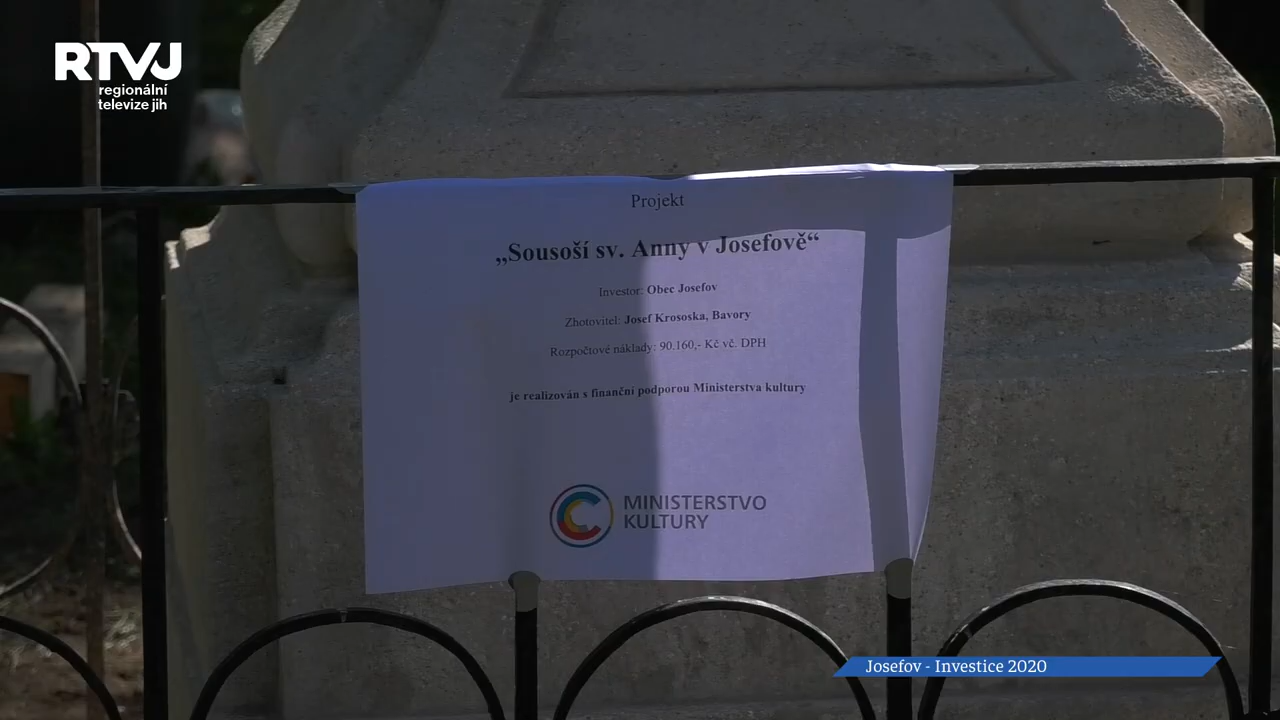 RTVJ
regionální
televize jih
Projekt
„Sousoší sv. Anny v Josefově“
Investor: Obec Josefov
Zhotovitel: Josef Krososka, Bavory
Rozpočtové náklady: 90.160,- Kč vč. DPH
je realizován s finanční podporou Ministerstva kultury
MINISTERSTVO
KULTURY
Josefov - Investice 2020